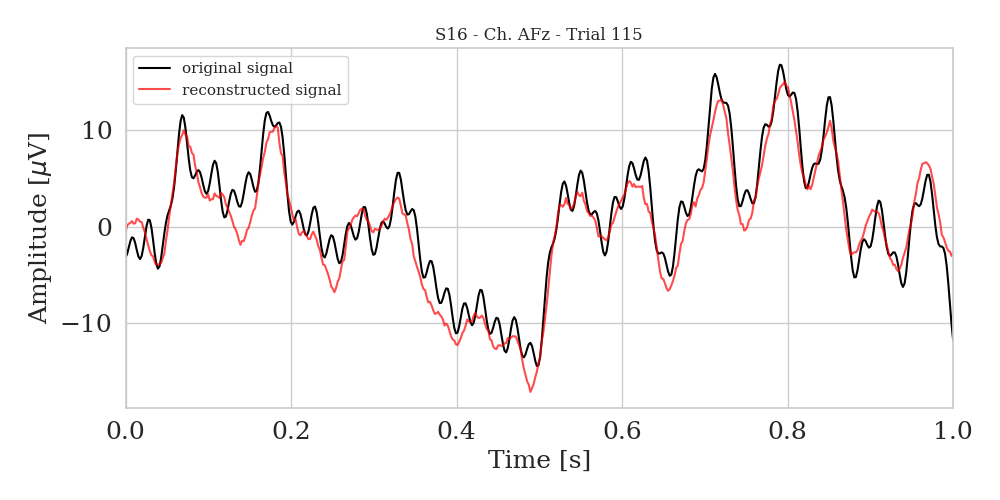 S16 - Ch. AFz - Trial 115
original signal
reconstructed signal
Amplitude [μV]
10
0
−10
0.0 0.2 0.4 0.6 0.8 1.0
Time [s]